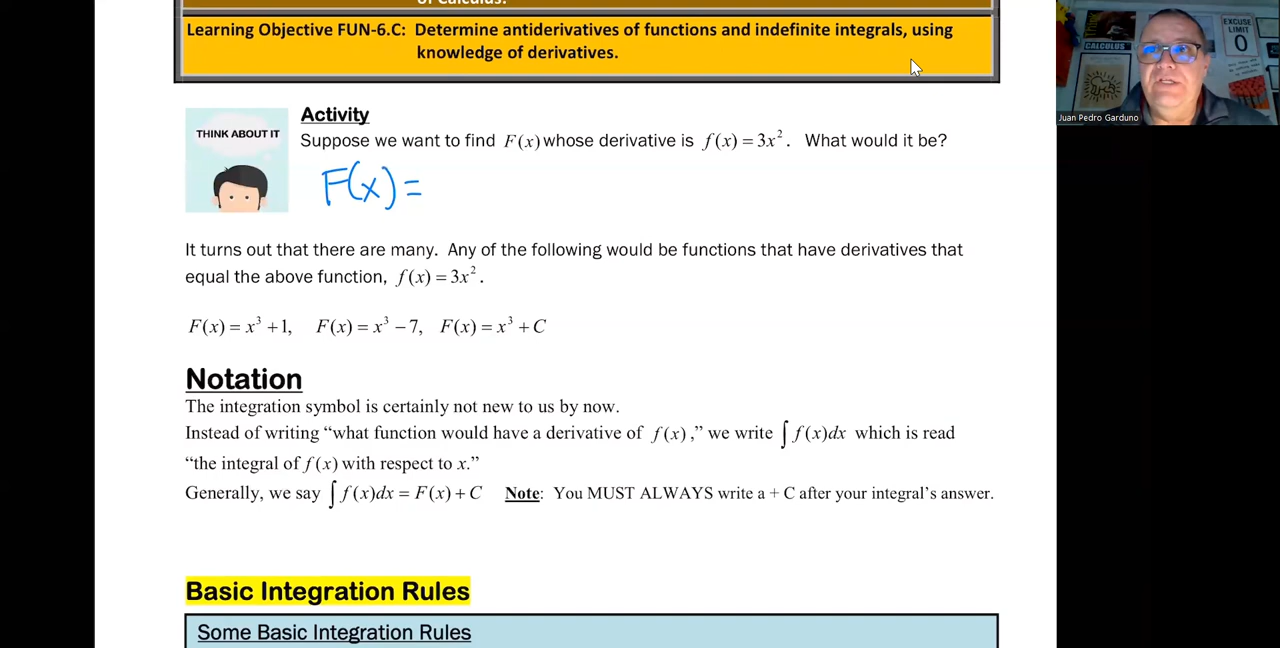 of Calculus.
Learning Objective FUN-6.C: Determine antiderivatives of functions and indefinite integrals, using
knowledge of derivatives.
EXCUSE
LIMIT
0
CALCULUS
Juan Pedro Garduno
THINK ABOUT IT
Activity
Suppose we want to find F(x) whose derivative is f(x) = 3x². What would it be?
F(x) =
It turns out that there are many. Any of the following would be functions that have derivatives that
equal the above function, f(x) = 3x².
F(x) = x³ + 1, F(x) = x³ − 7, F(x) = x³ + C
Notation
The integration symbol is certainly not new to us by now.
Instead of writing “what function would have a derivative of f(x),” we write ∫ f(x)dx which is read
“the integral of f(x) with respect to x.”
Generally, we say ∫ f(x)dx = F(x) + C Note: You MUST ALWAYS write a + C after your integral’s answer.
Basic Integration Rules
Some Basic Integration Rules